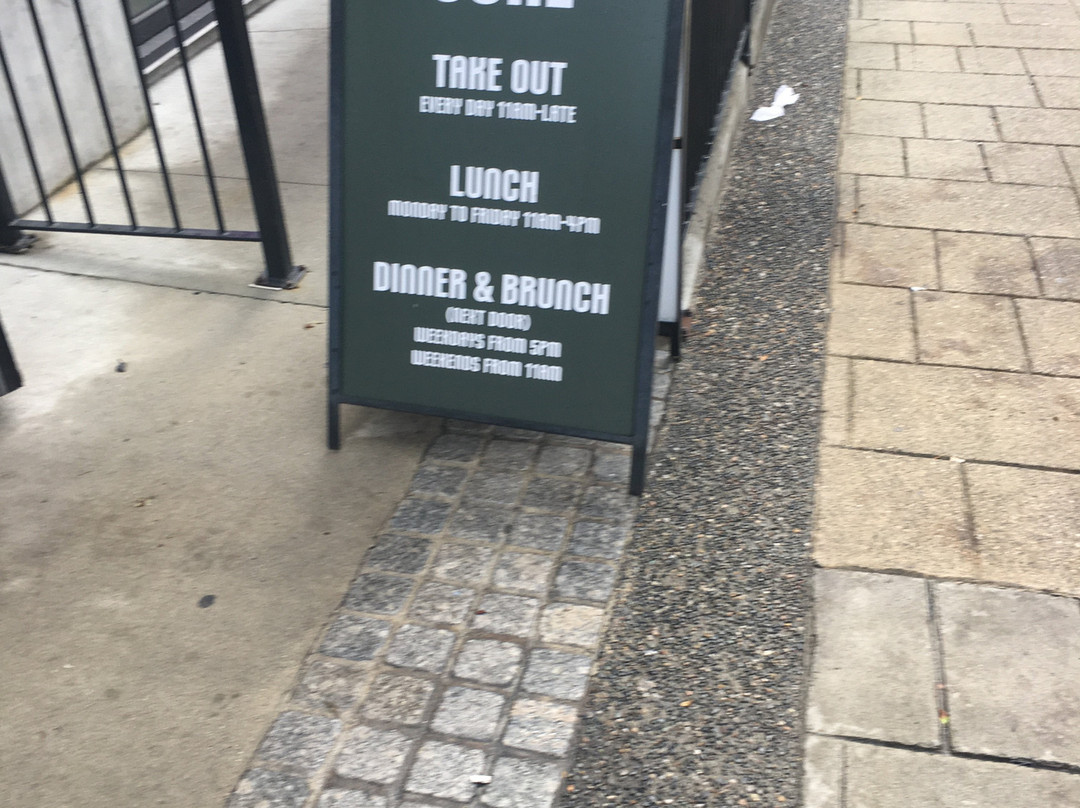 TAKE OUT
EVERY DAY 11AM-LATE
LUNCH
MONDAY TO FRIDAY 11AM-4PM
DINNER & BRUNCH
(NEXT DOOR)
WEEKDAYS FROM 5PM
WEEKENDS FROM 11AM